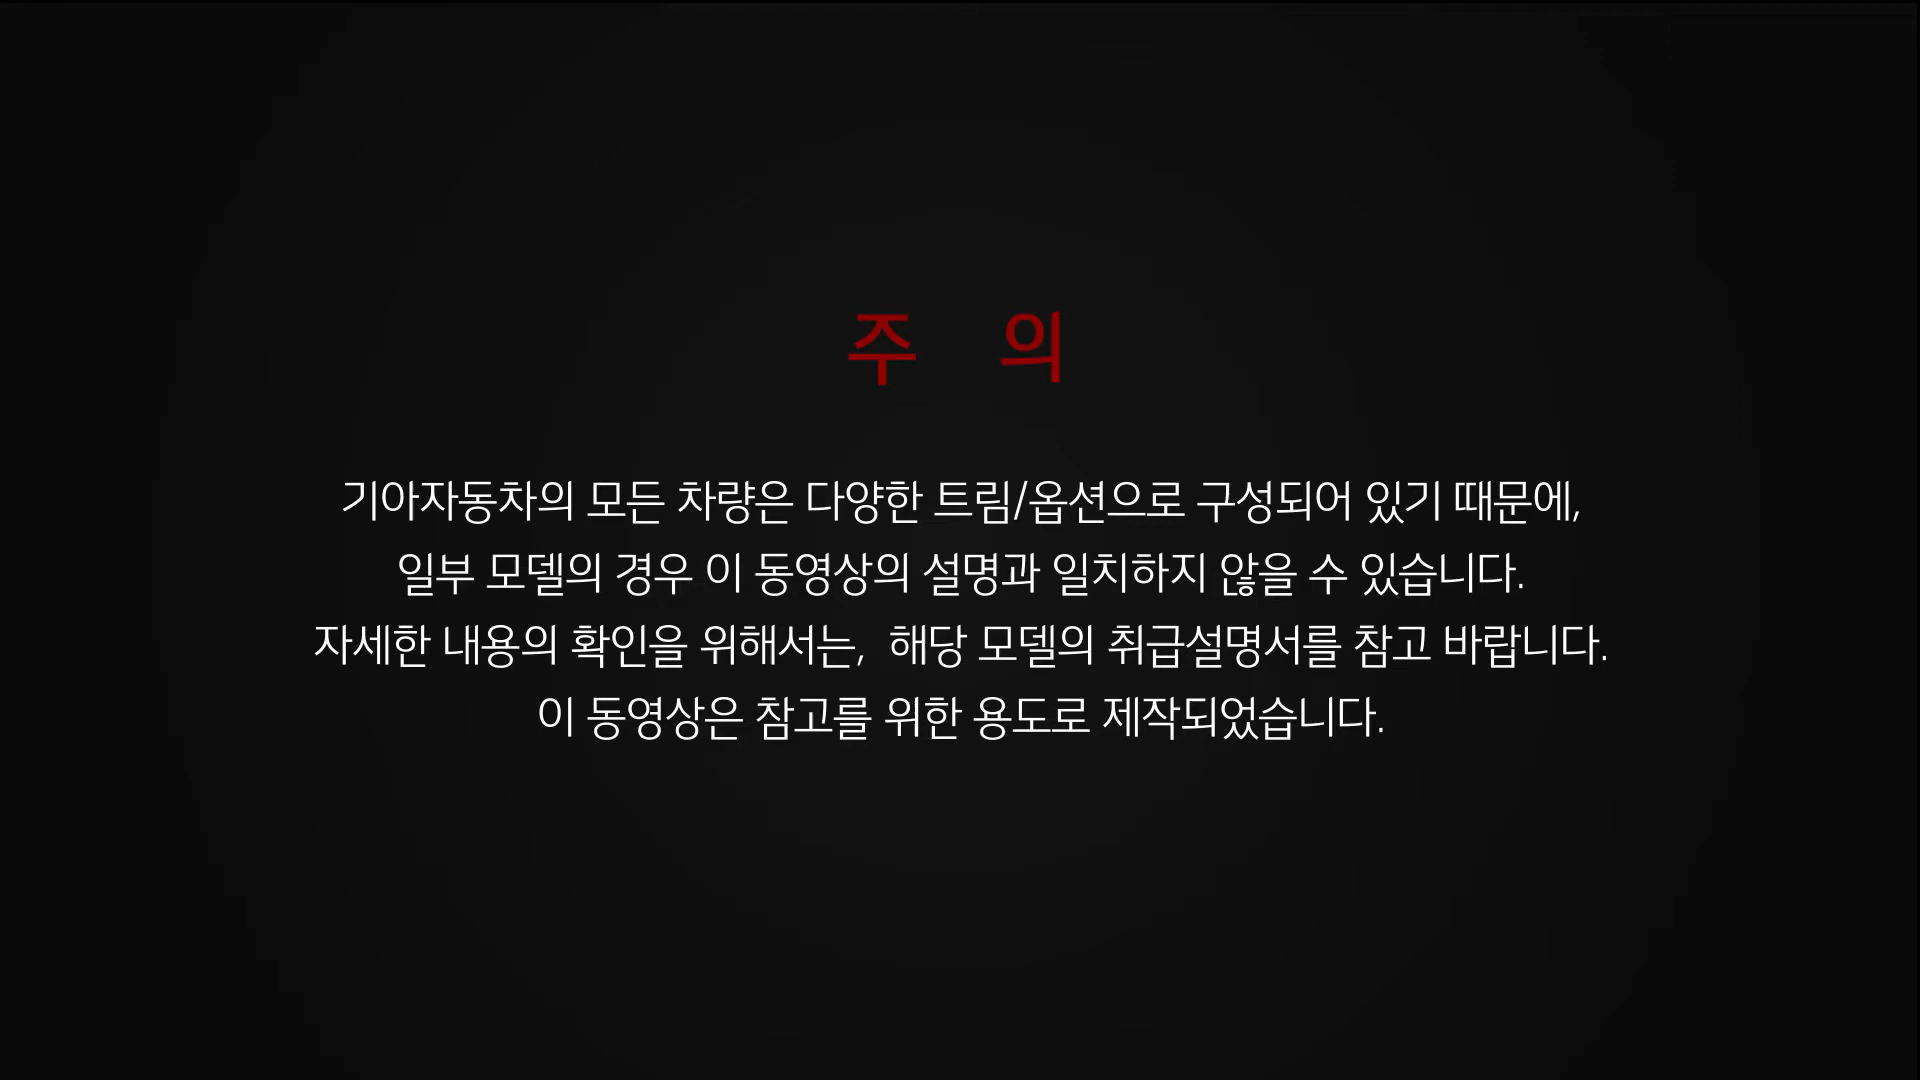 주 의
기아자동차의 모든 차량은 다양한 트림/옵션으로 구성되어 있기 때문에,
일부 모델의 경우 이 동영상의 설명과 일치하지 않을 수 있습니다.
자세한 내용의 확인을 위해서는, 해당 모델의 취급설명서를 참고 바랍니다.
이 동영상은 참고를 위한 용도로 제작되었습니다.